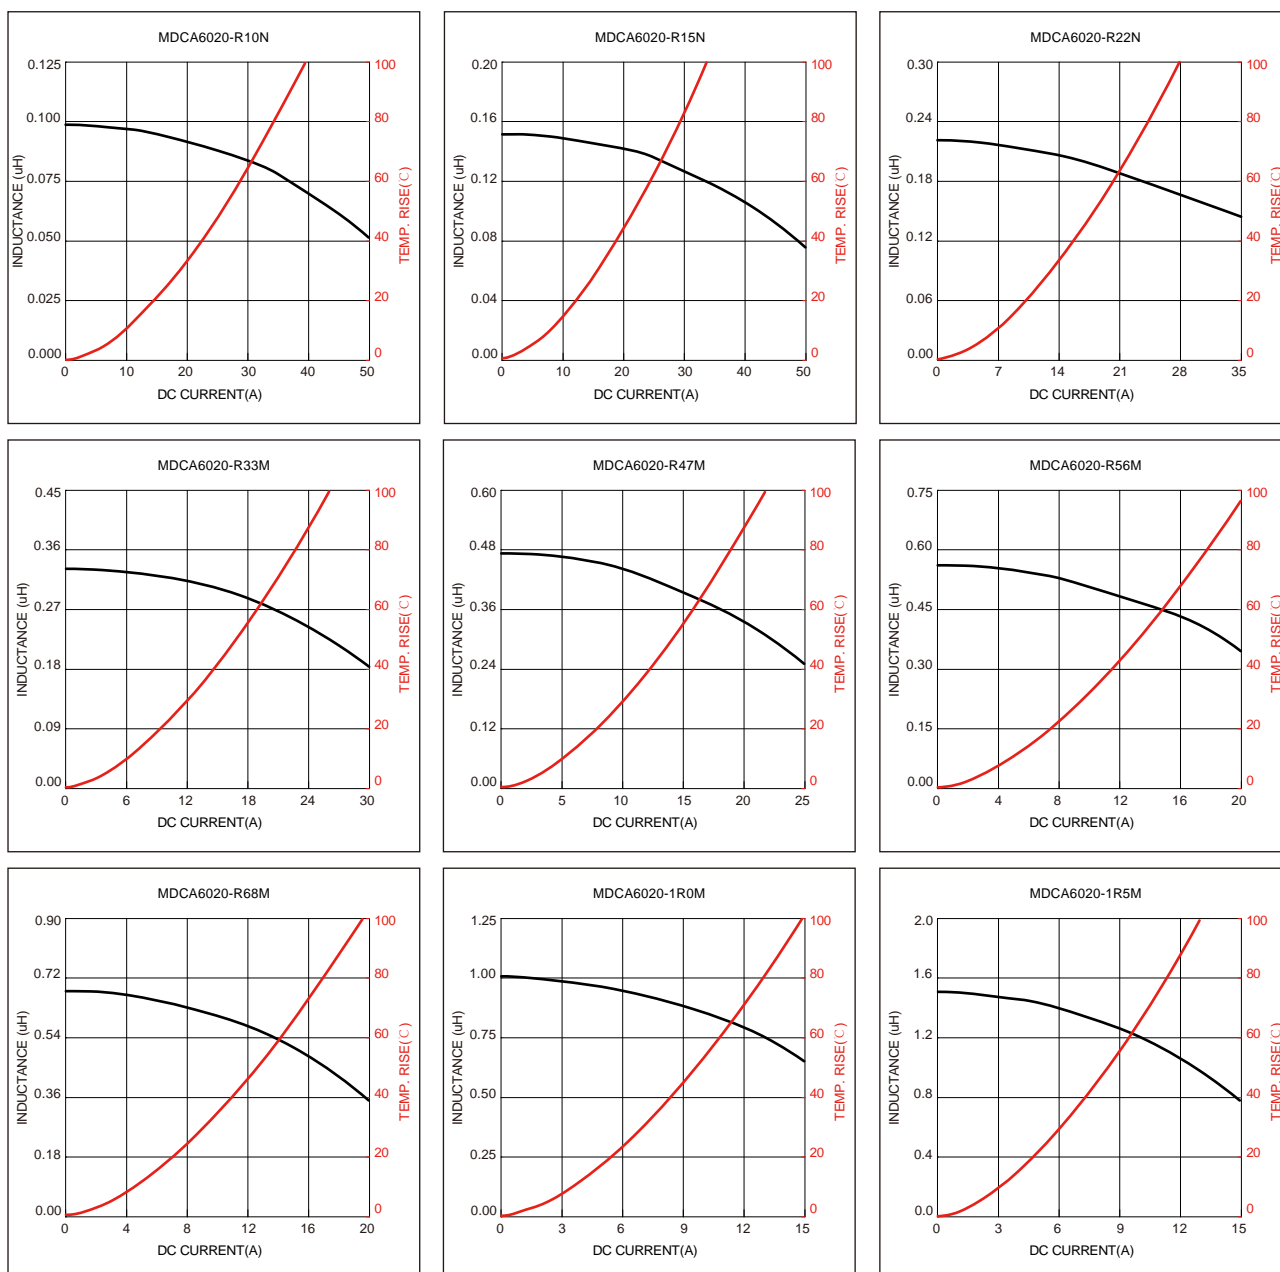 MDCA6020-R10N
0.125
0.100
0.075
0.050
0.025
0.000
INDUCTANCE (uH)
100
80
60
40
20
0
TEMP. RISE(C)
0 10 20 30 40 50
DC CURRENT(A)
MDCA6020-R15N
0.20
0.16
0.12
0.08
0.04
0.00
INDUCTANCE (uH)
100
80
60
40
20
0
TEMP. RISE(C)
0 10 20 30 40 50
DC CURRENT(A)
MDCA6020-R22N
0.30
0.24
0.18
0.12
0.06
0.00
INDUCTANCE (uH)
100
80
60
40
20
0
TEMP. RISE(C)
0 7 14 21 28 35
DC CURRENT(A)
MDCA6020-R33M
0.45
0.36
0.27
0.18
0.09
0.00
INDUCTANCE (uH)
100
80
60
40
20
0
TEMP. RISE(C)
0 6 12 18 24 30
DC CURRENT(A)
MDCA6020-R47M
0.60
0.48
0.36
0.24
0.12
0.00
INDUCTANCE (uH)
100
80
60
40
20
0
TEMP. RISE(C)
0 5 10 15 20 25
DC CURRENT(A)
MDCA6020-R56M
0.75
0.60
0.45
0.30
0.15
0.00
INDUCTANCE (uH)
100
80
60
40
20
0
TEMP. RISE(C)
0 4 8 12 16 20
DC CURRENT(A)
MDCA6020-R68M
0.90
0.72
0.54
0.36
0.18
0.00
INDUCTANCE (uH)
100
80
60
40
20
0
TEMP. RISE(C)
0 4 8 12 16 20
DC CURRENT(A)
MDCA6020-1R0M
1.25
1.00
0.75
0.50
0.25
0.00
INDUCTANCE (uH)
100
80
60
40
20
0
TEMP. RISE(C)
0 3 6 9 12 15
DC CURRENT(A)
MDCA6020-1R5M
2.0
1.6
1.2
0.8
0.4
0.00
INDUCTANCE (uH)
100
80
60
40
20
0
TEMP. RISE(C)
0 3 6 9 12 15
DC CURRENT(A)